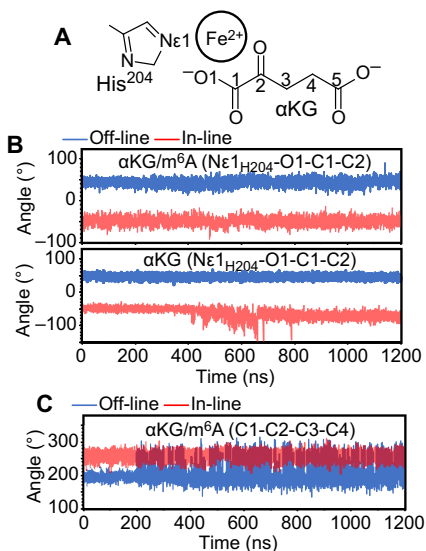 A
Nε1
Fe²⁺
N
His²⁰⁴
O
⁻O1
1
2
3
4
5
O⁻
O
αKG
Off-line In-line
B
αKG/m⁶A (Nε1H204-O1-C1-C2)
Angle (°)
100
0
−100
αKG (Nε1H204-O1-C1-C2)
Angle (°)
100
0
−100
0 200 400 600 800 1000 1200
Time (ns)
C
Off-line In-line
αKG/m⁶A (C1-C2-C3-C4)
Angle (°)
300
200
100
0 200 400 600 800 1000 1200
Time (ns)